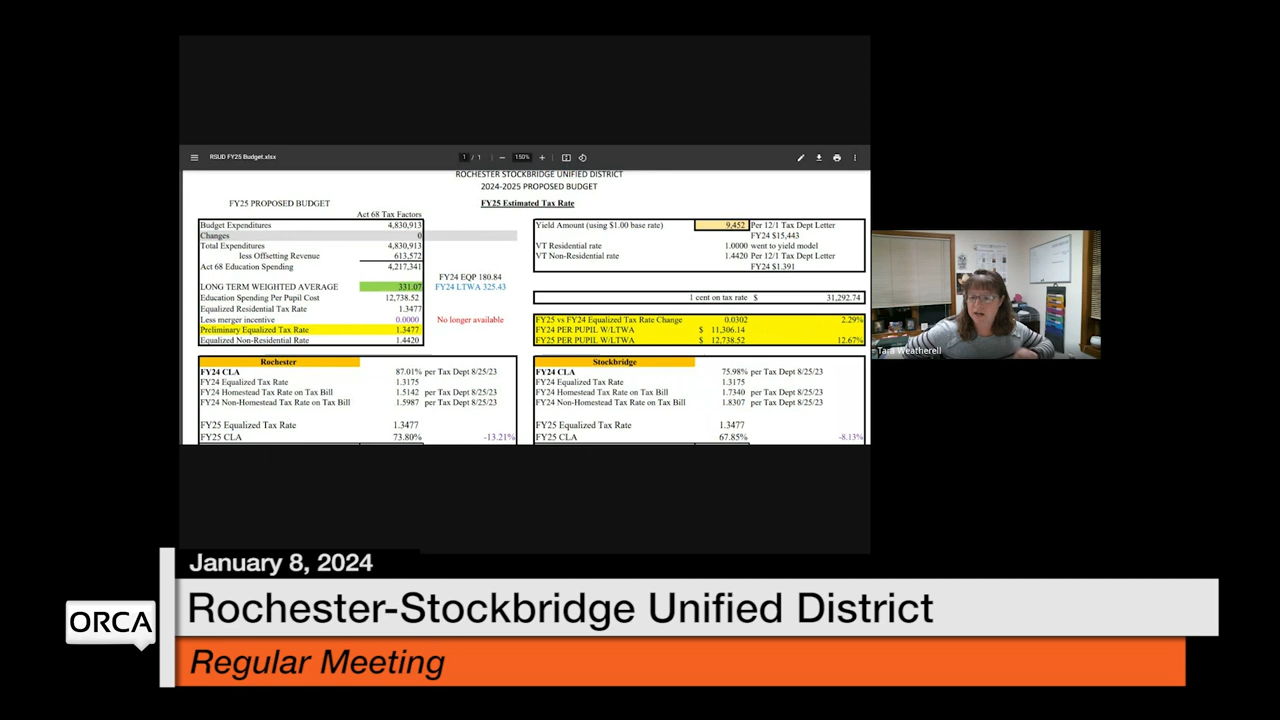 RSUD FY25 Budget.xlsx
1 / 1
150%
ROCHESTER STOCKBRIDGE UNIFIED DISTRICT
2024-2025 PROPOSED BUDGET
FY25 PROPOSED BUDGET
FY25 Estimated Tax Rate
Act 68 Tax Factors
Budget Expenditures 4,830,913
Changes 0
Total Expenditures 4,830,913
less Offsetting Revenue 613,572
Act 68 Education Spending 4,217,341
FY24 EQP 180.84
LONG TERM WEIGHTED AVERAGE 331.07 FY24 LTWA 325.43
Education Spending Per Pupil Cost 12,738.52
Equalized Residential Tax Rate 1.3477
Less merger incentive 0.0000 No longer available
Preliminary Equalized Tax Rate 1.3477
Equalized Non-Residential Rate 1.4420
Yield Amount (using $1.00 base rate) 9,452 Per 12/1 Tax Dept Letter
FY24 $15,443
VT Residential rate 1.0000 went to yield model
VT Non-Residential rate 1.4420 Per 12/1 Tax Dept Letter
FY24 $1.391
1 cent on tax rate $ 31,292.74
FY25 vs FY24 Equalized Tax Rate Change 0.0302 2.29%
FY24 PER PUPIL W/LTWA $ 11,306.14
FY25 PER PUPIL W/LTWA $ 12,738.52 12.67%
Rochester
FY24 CLA 87.01% per Tax Dept 8/25/23
FY24 Equalized Tax Rate 1.3175
FY24 Homestead Tax Rate on Tax Bill 1.5142 per Tax Dept 8/25/23
FY24 Non-Homestead Tax Rate on Tax Bill 1.5987 per Tax Dept 8/25/23
FY25 Equalized Tax Rate 1.3477
FY25 CLA 73.80% -13.21%
Stockbridge
FY24 CLA 75.98% per Tax Dept 8/25/23
FY24 Equalized Tax Rate 1.3175
FY24 Homestead Tax Rate on Tax Bill 1.7340 per Tax Dept 8/25/23
FY24 Non-Homestead Tax Rate on Tax Bill 1.8307 per Tax Dept 8/25/23
FY25 Equalized Tax Rate 1.3477
FY25 CLA 67.85% -8.13%
Tara Weatherell
January 8, 2024
ORCA
Rochester-Stockbridge Unified District
Regular Meeting